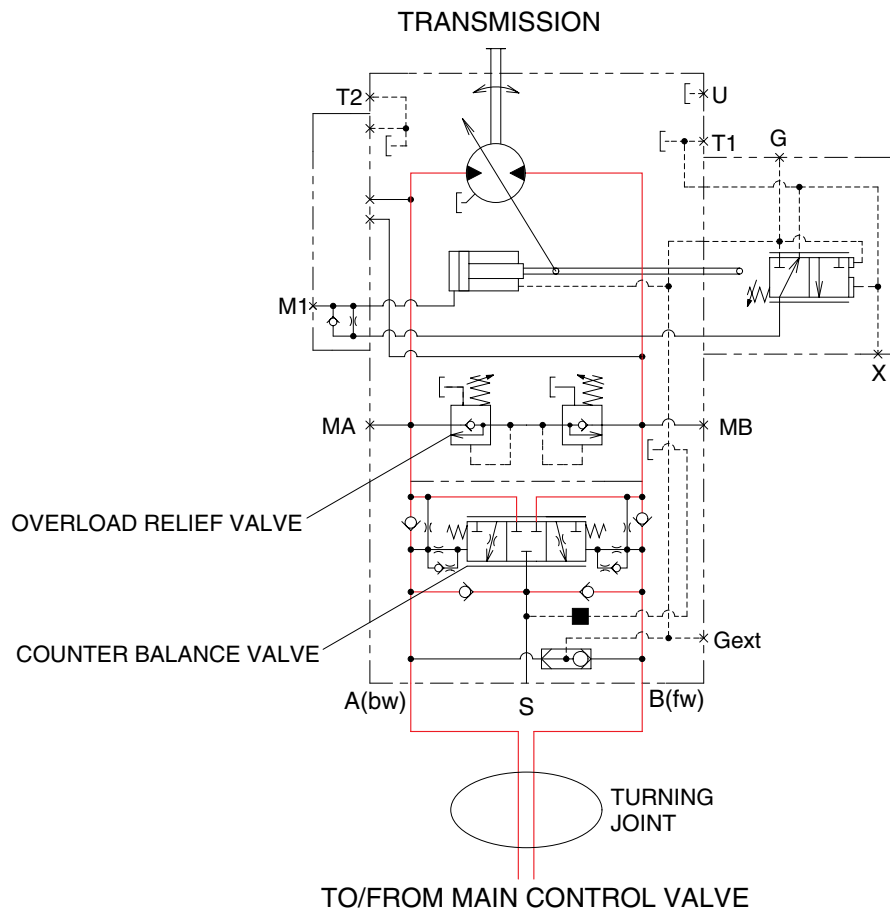 TRANSMISSION
T2
U
T1
G
M1
X
MA
MB
OVERLOAD RELIEF VALVE
COUNTER BALANCE VALVE
Gext
A(bw)
S
B(fw)
TURNING
JOINT
TO/FROM MAIN CONTROL VALVE